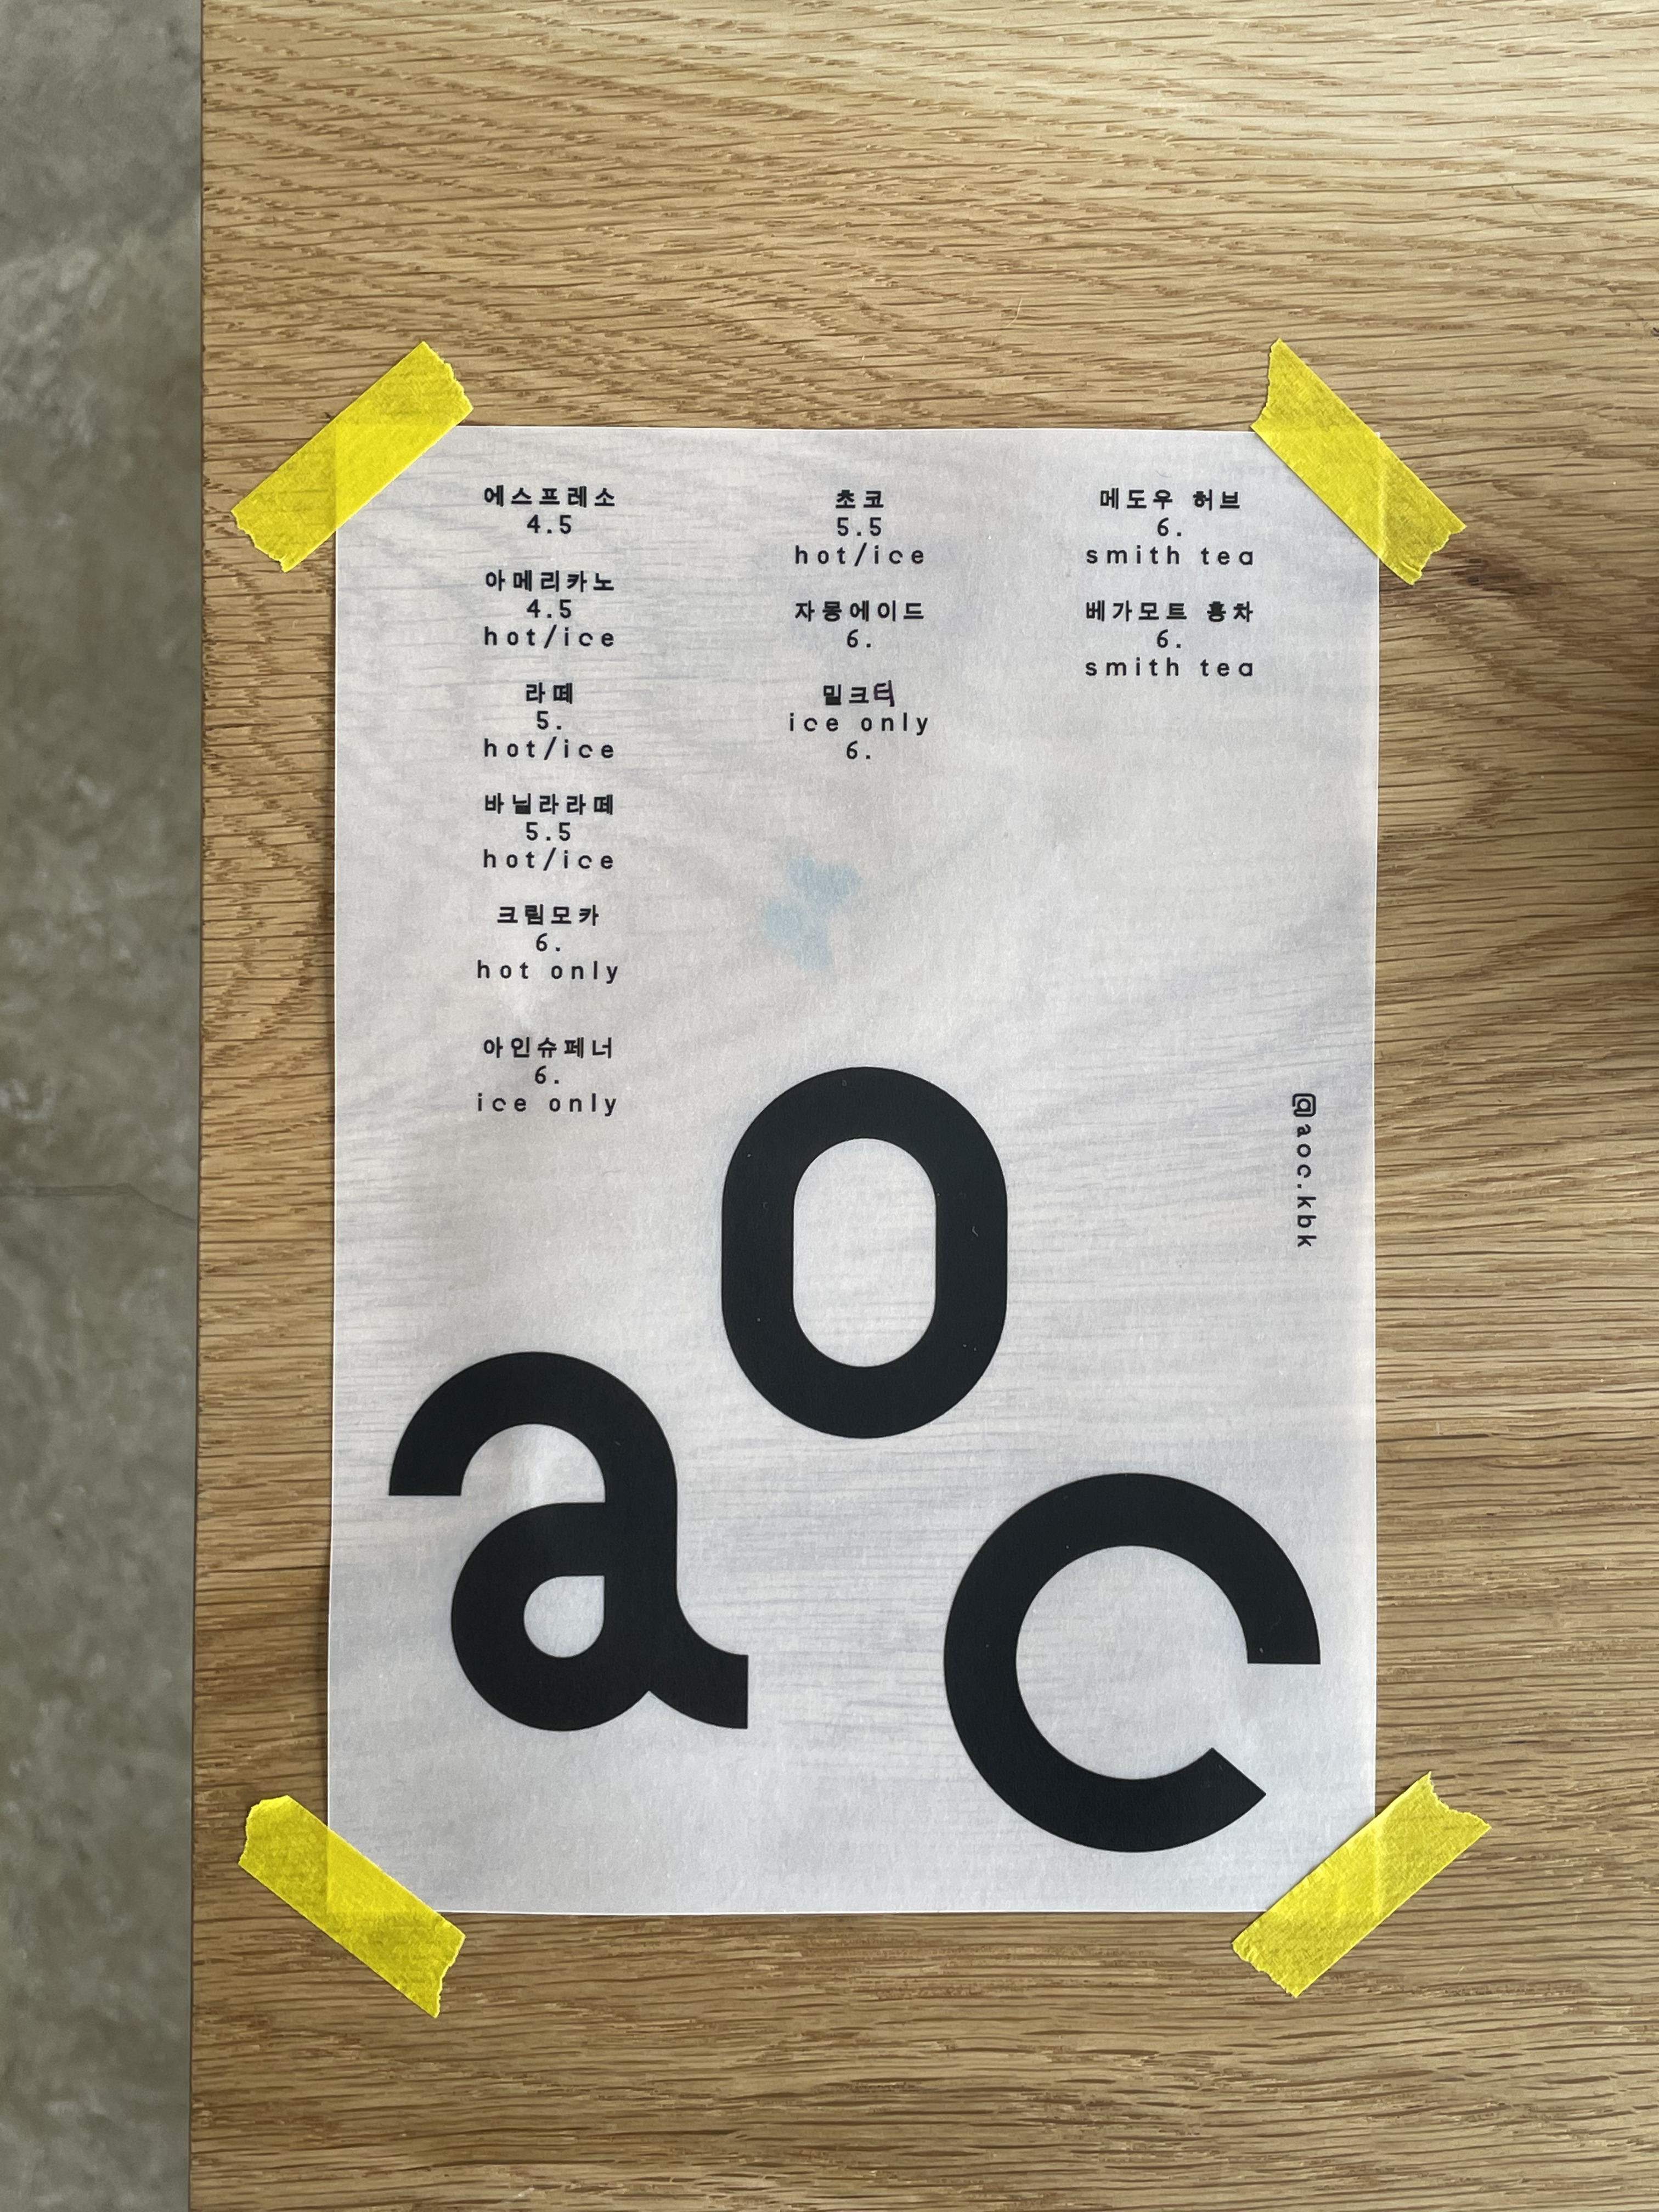 에스프레소
4.5
아메리카노
4.5
hot/ice
라떼
5.
hot/ice
바닐라라떼
5.5
hot/ice
크림모카
6.
hot only
아인슈페너
6.
ice only
초코
5.5
hot/ice
자몽에이드
6.
밀크티
ice only
6.
메도우 허브
6.
smith tea
베가모트 홍차
6.
smith tea
@aoc.kbk
a
o
c